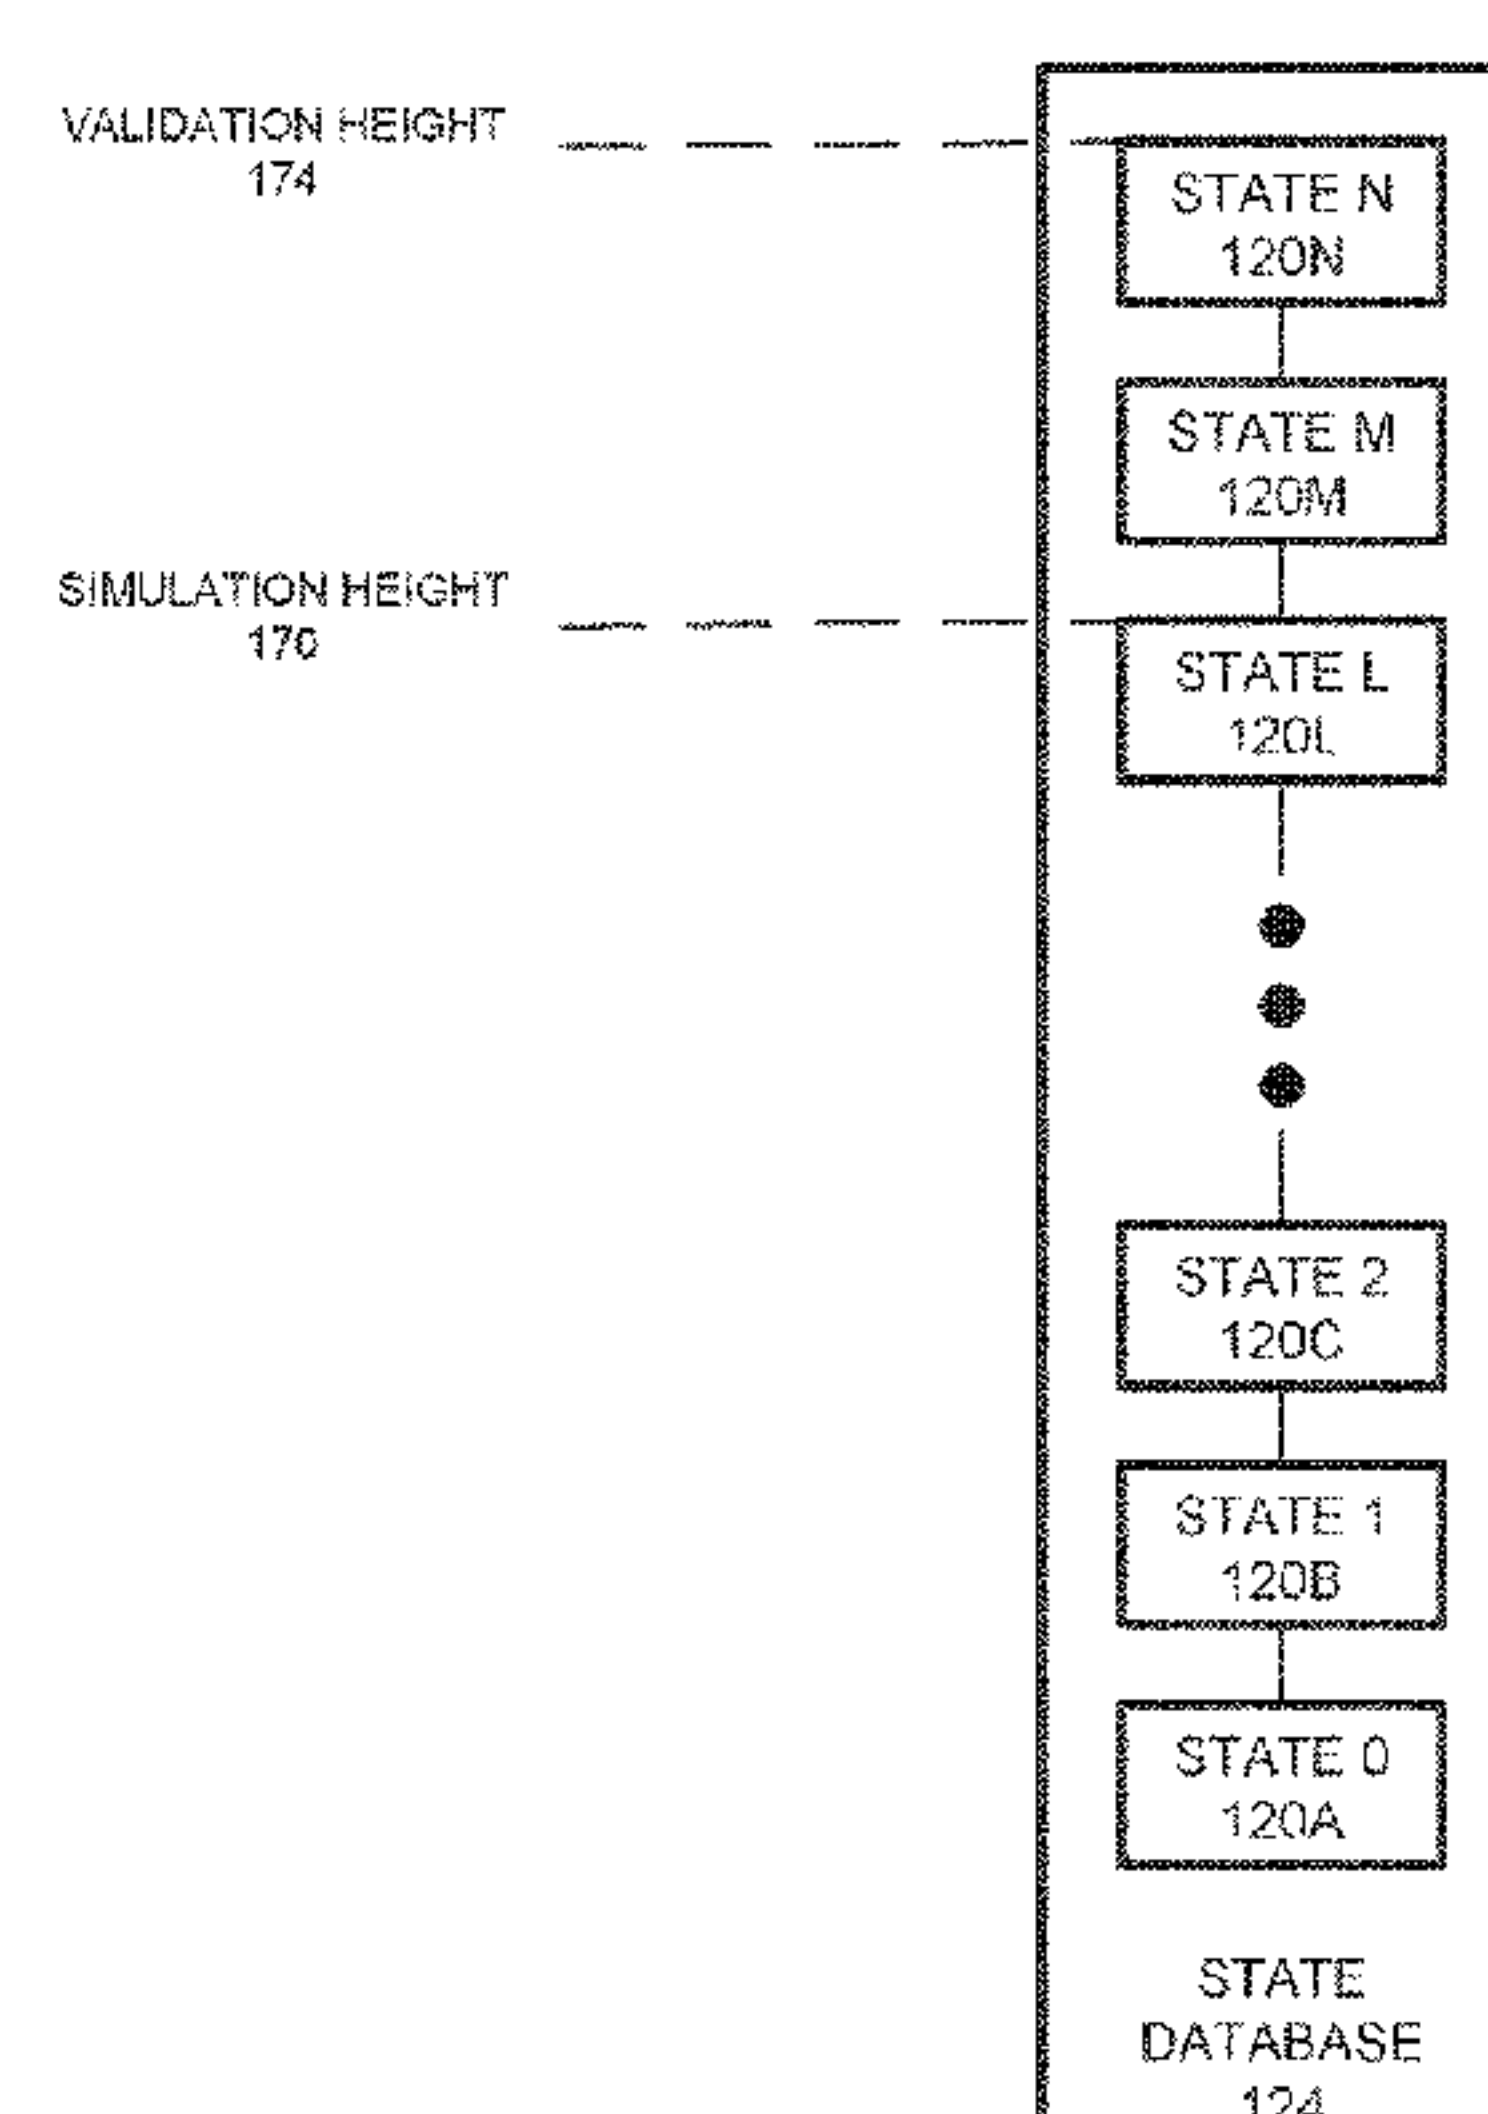 VALIDATION HEIGHT
174
STATE N
120N
STATE M
120M
SIMULATION HEIGHT
170
STATE L
120L
STATE 2
120C
STATE 1
120B
STATE 0
120A
STATE
DATABASE
124